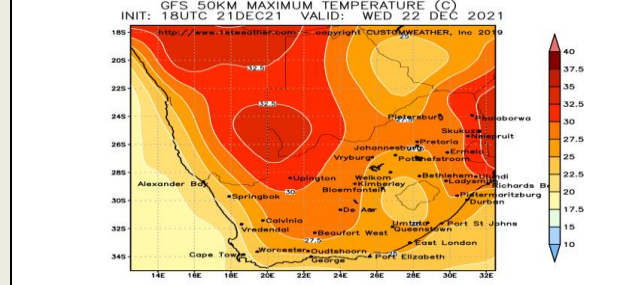 GFS 50KM MAXIMUM TEMPERATURE (C)
INIT: 18UTC 21DEC21 VALID: WED 22 DEC 2021
http://www.1stweather.com - copyright CUSTOMWEATHER, Inc 2019
18S
20S
22S
24S
26S
28S
30S
32S
34S
14E 16E 18E 20E 22E 24E 26E 28E 30E 32E
25
32.5
32.5
30
27.5
Pietersburg
Phalaborwa
Skukuza
Nelspruit
Pretoria
Johannesburg
Ermelo
Vryburg
Potchefstroom
Upington
Welkom
Bethlehem
Ulundi
Kimberley
Ladysmith
Alexander Bay
Bloemfontein
Richards Ba
Springbok
Pietermaritzburg
Durban
De Aar
Calvinia
Umtata
Port St Johns
Vredendal
Queenstown
Beaufort West
East London
Worcester
Oudtshoorn
Cape Town
George
Port Elizabeth
40
37.5
35
32.5
30
27.5
25
22.5
20
17.5
15
10